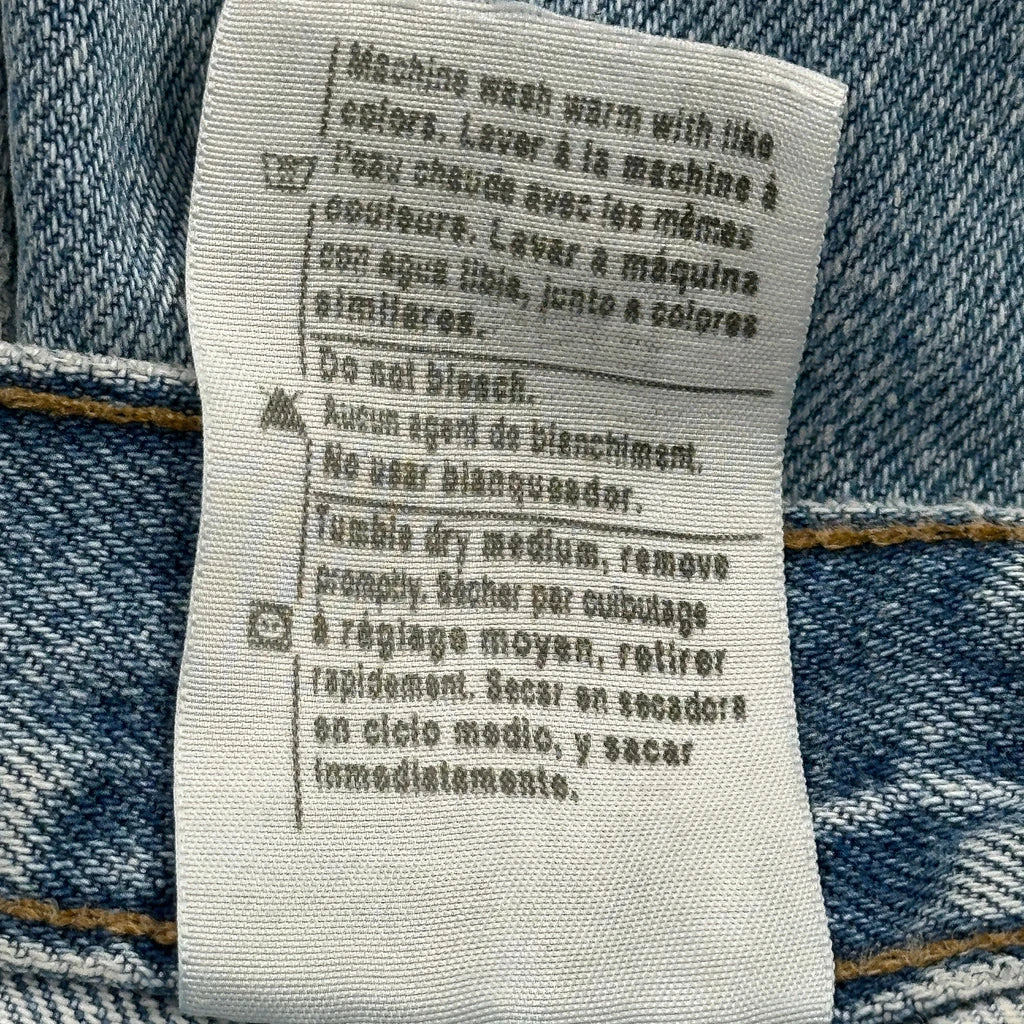 Machine wash warm with like
colors. Laver à la machine à
l'eau chaude avec les mêmes
couleurs. Lavar a máquina
con agua tibia, junto a colores
similares.
Do not bleach.
Aucun agent de blanchiment.
No usar blanqueador.
Tumble dry medium, remove
promptly. Sécher par culbutage
à réglage moyen, retirer
rapidement. Secar en secadora
en ciclo medio, y sacar
inmediatamente.